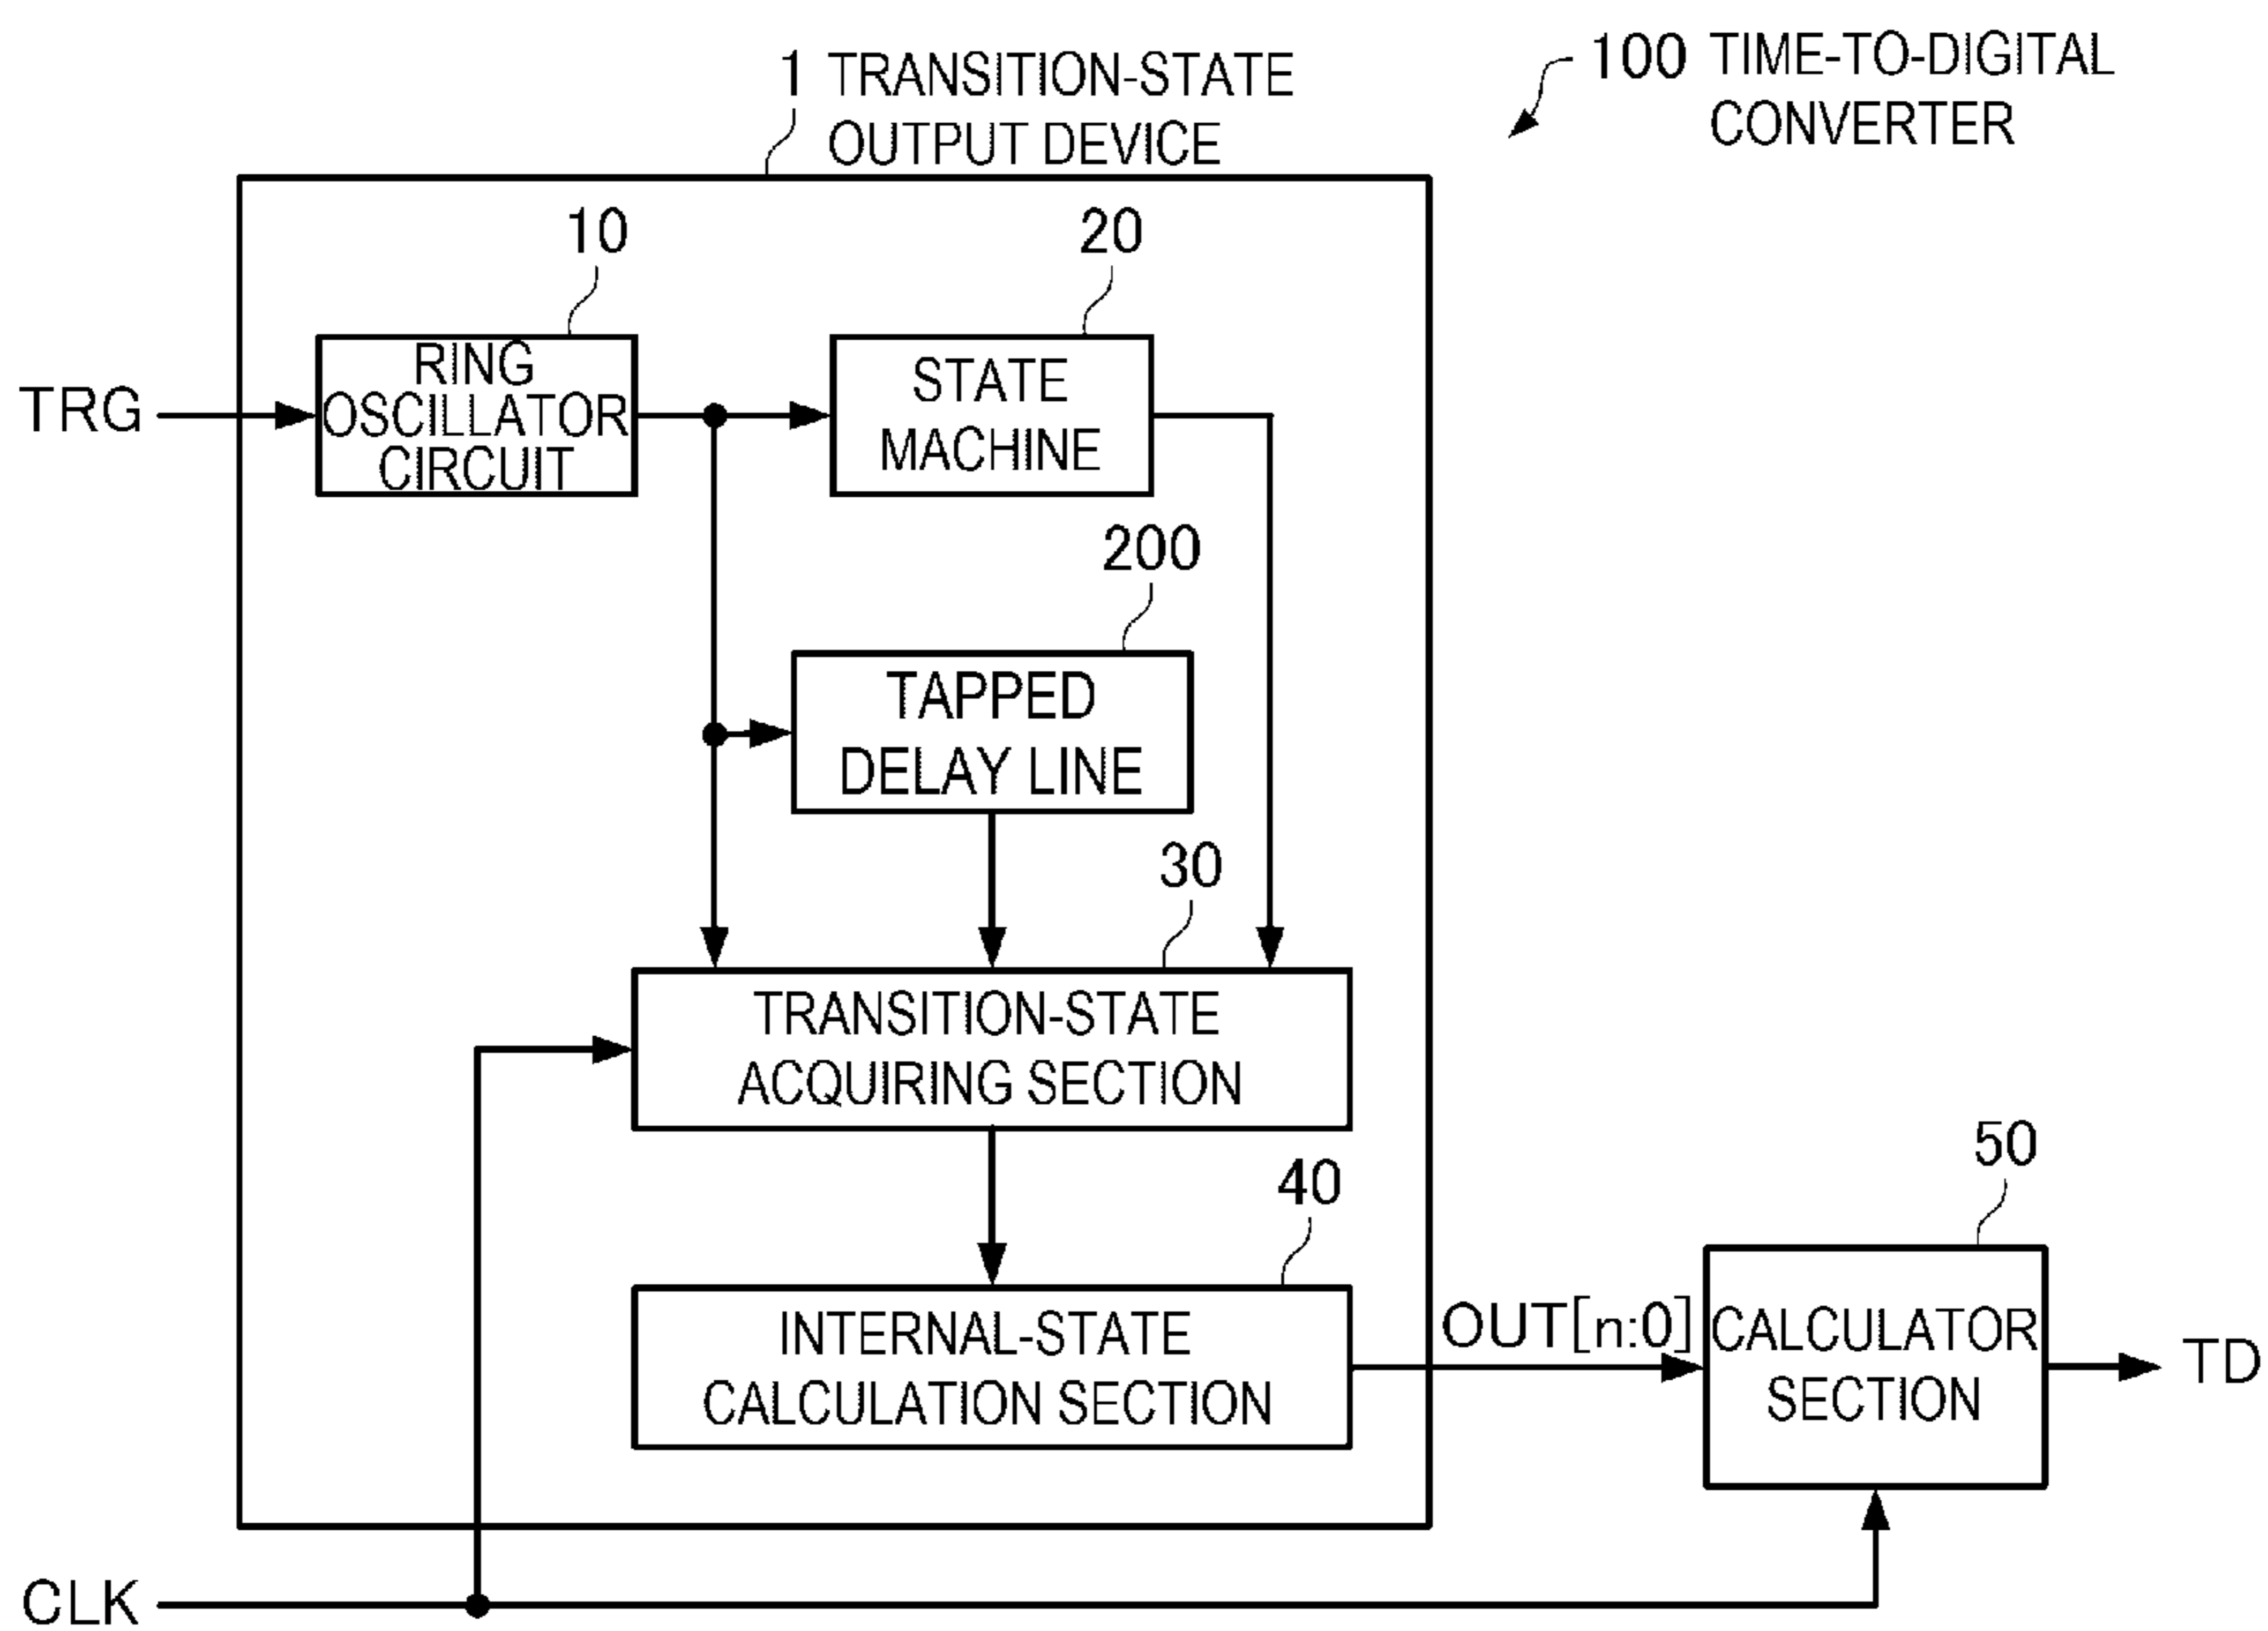 1 TRANSITION-STATE
OUTPUT DEVICE
100 TIME-TO-DIGITAL
CONVERTER
10
20
TRG
RING
OSCILLATOR
CIRCUIT
STATE
MACHINE
200
TAPPED
DELAY LINE
30
TRANSITION-STATE
ACQUIRING SECTION
40
50
INTERNAL-STATE
CALCULATION SECTION
OUT[n:0]
CALCULATOR
SECTION
TD
CLK